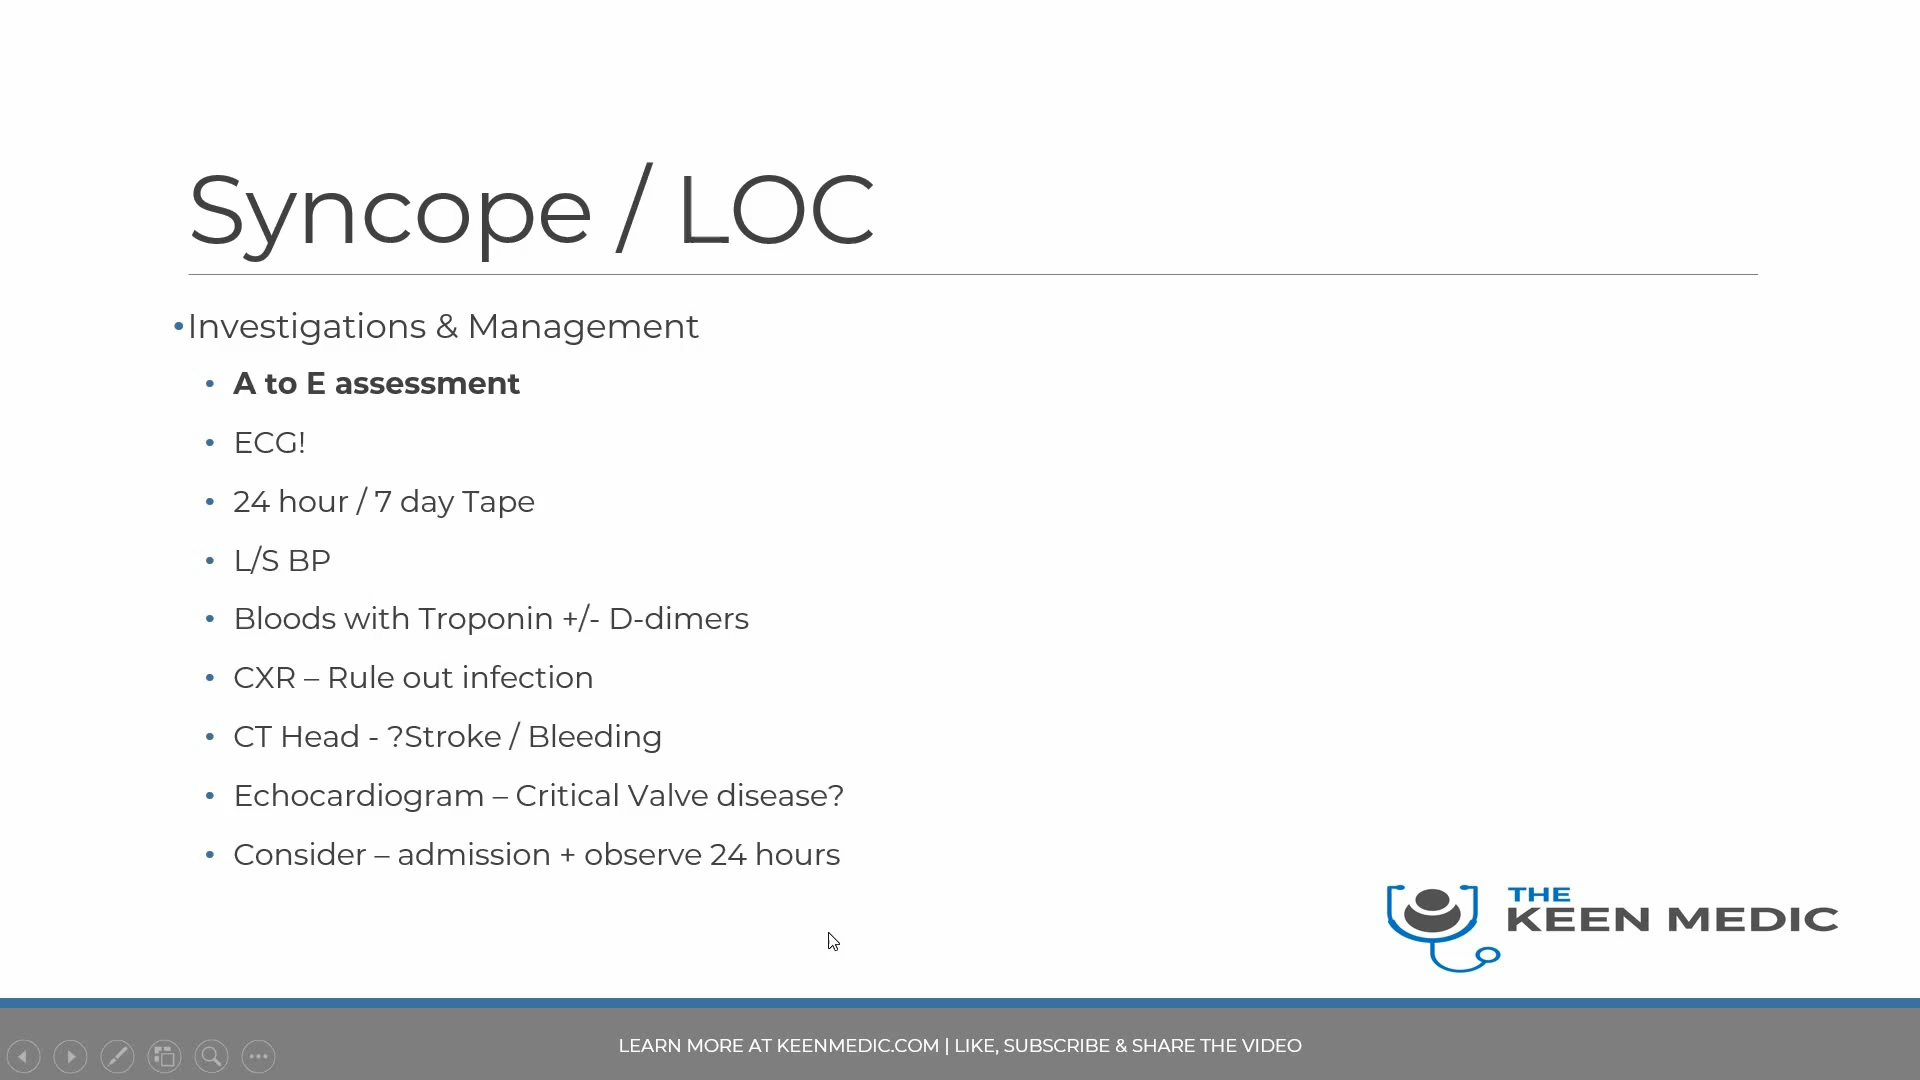 Syncope / LOC
•Investigations & Management
• A to E assessment
• ECG!
• 24 hour / 7 day Tape
• L/S BP
• Bloods with Troponin +/- D-dimers
• CXR – Rule out infection
• CT Head - ?Stroke / Bleeding
• Echocardiogram – Critical Valve disease?
• Consider – admission + observe 24 hours
THE
KEEN MEDIC
LEARN MORE AT KEENMEDIC.COM | LIKE, SUBSCRIBE & SHARE THE VIDEO